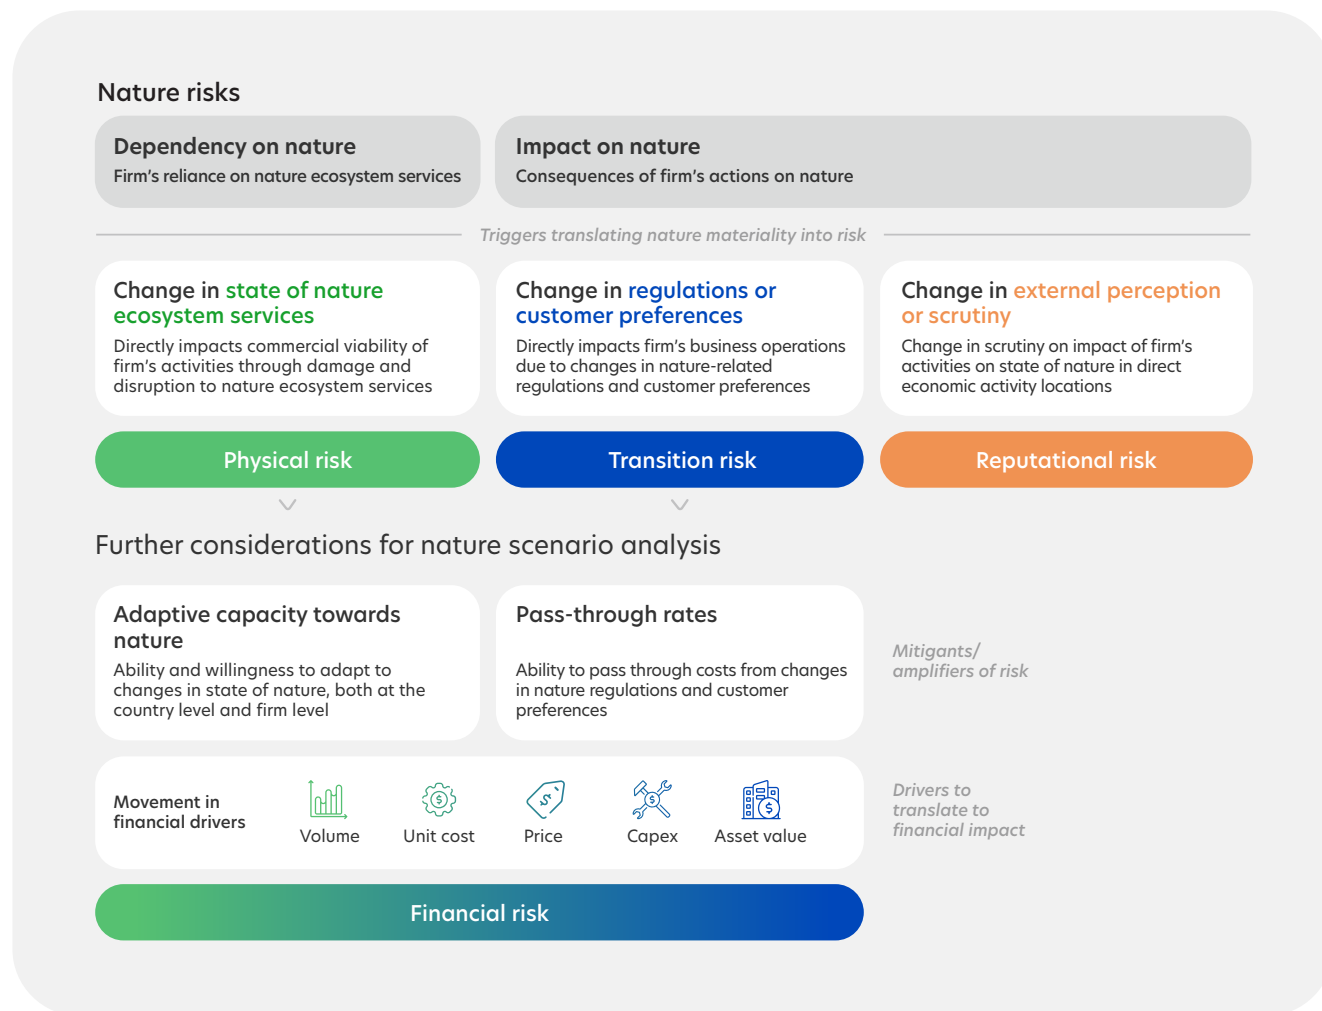 Nature risks
Dependency on nature
Firm's reliance on nature ecosystem services
Impact on nature
Consequences of firm's actions on nature
Triggers translating nature materiality into risk
Change in state of nature
ecosystem services
Directly impacts commercial viability of
firm's activities through damage and
disruption to nature ecosystem services
Change in regulations or
customer preferences
Directly impacts firm's business operations
due to changes in nature-related
regulations and customer preferences
Change in external perception
or scrutiny
Change in scrutiny on impact of firm's
activities on state of nature in direct
economic activity locations
Physical risk
Transition risk
Reputational risk
Further considerations for nature scenario analysis
Adaptive capacity towards
nature
Ability and willingness to adapt to
changes in state of nature, both at the
country level and firm level
Pass-through rates
Ability to pass through costs from changes
in nature regulations and customer
preferences
Mitigants/
amplifiers of risk
Movement in
financial drivers
Volume
Unit cost
Price
Capex
Asset value
Drivers to
translate to
financial impact
Financial risk